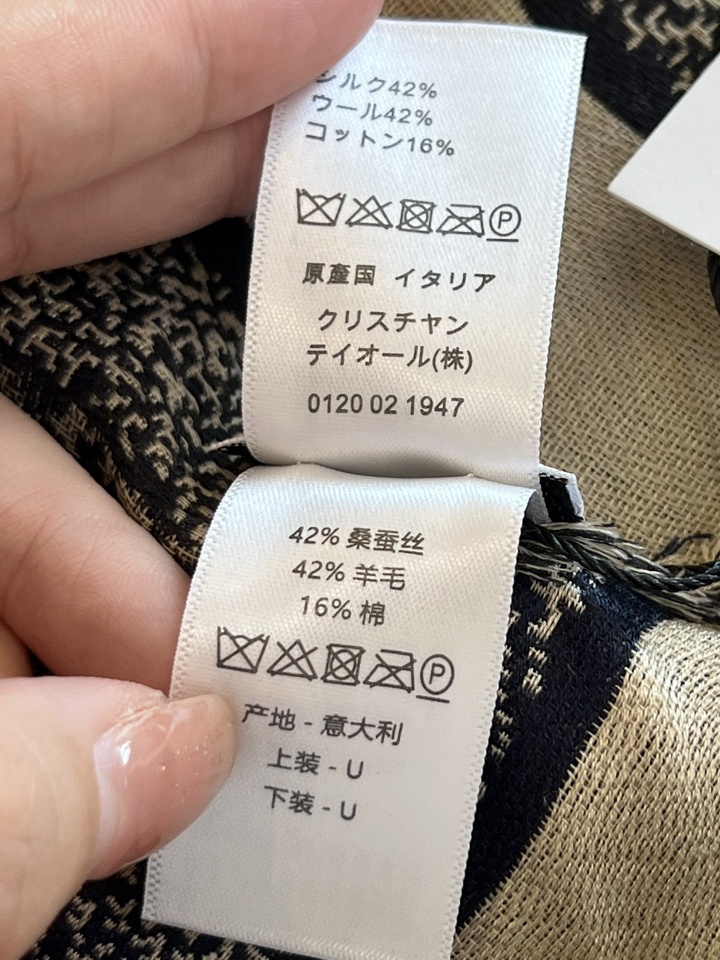 シルク42%
ウール42%
コットン16%
P
原產国 イタリア
クリスチヤン
テイオール(株)
0120 02 1947
42% 桑蚕丝
42% 羊毛
16% 棉
P
产地 - 意大利
上装 - U
下装 - U